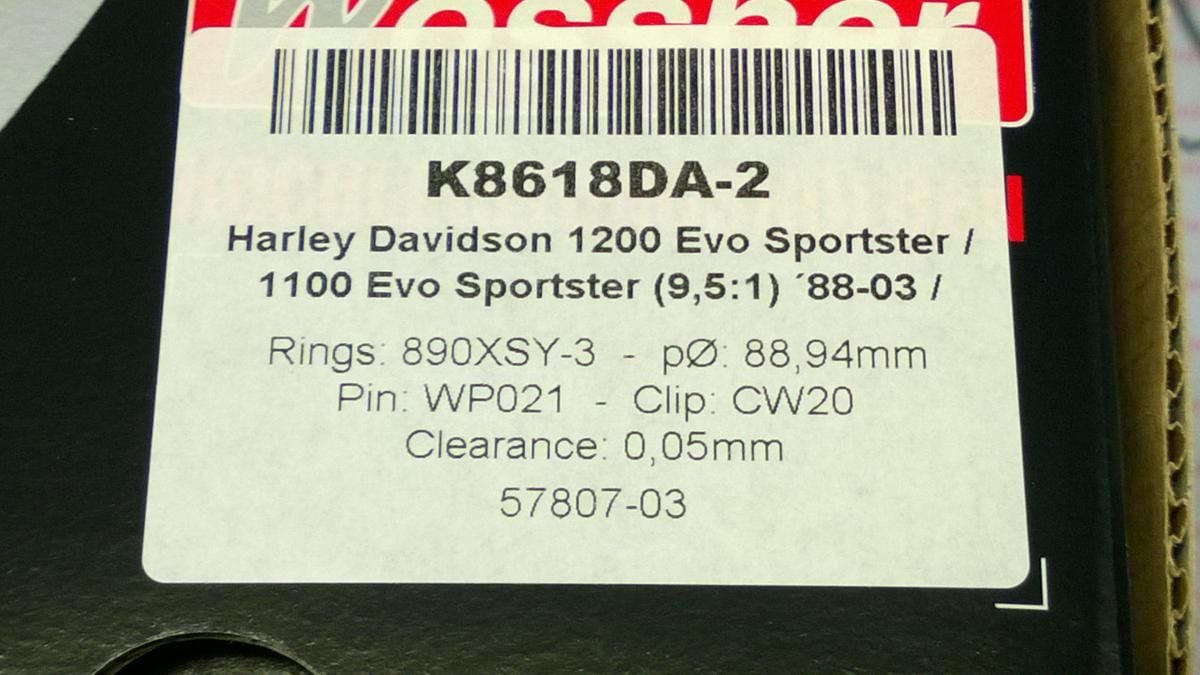 Wossner
K8618DA-2
Harley Davidson 1200 Evo Sportster /
1100 Evo Sportster (9,5:1) ´88-03 /
Rings: 890XSY-3 - pØ: 88,94mm
Pin: WP021 - Clip: CW20
Clearance: 0,05mm
57807-03